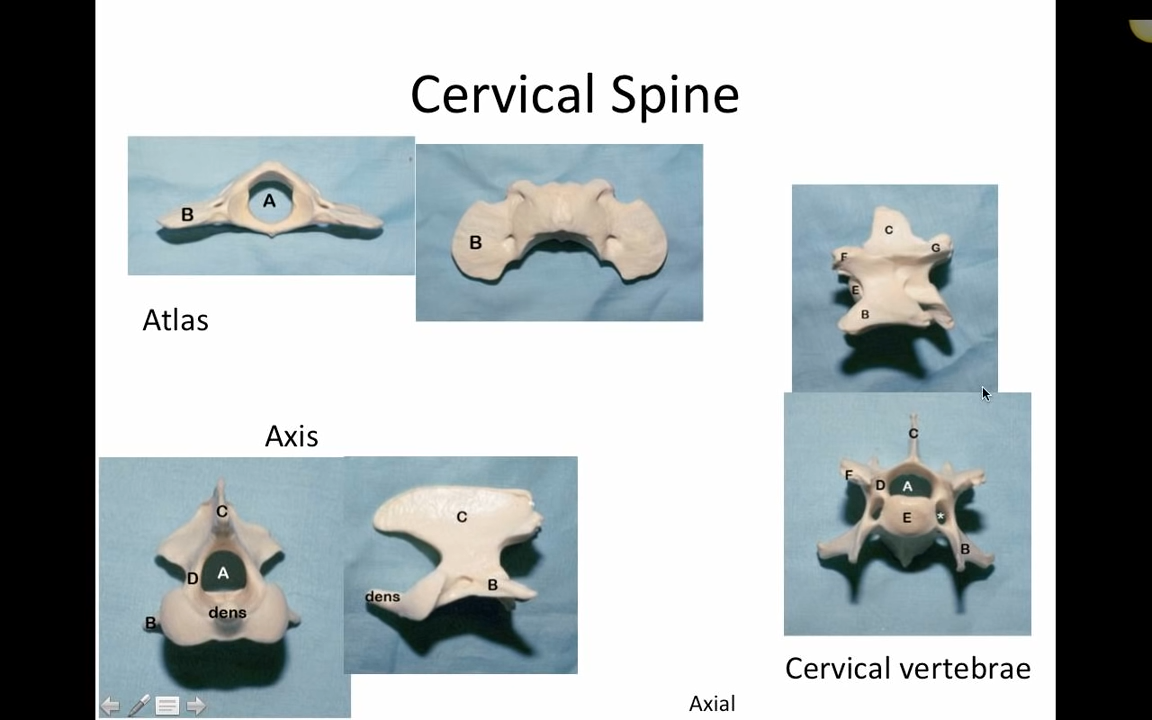 Cervical Spine
B
A
B
Atlas
C
F
G
E
B
Axis
C
D
A
B
dens
C
dens
B
C
F
D
A
E
*
B
Cervical vertebrae
Axial